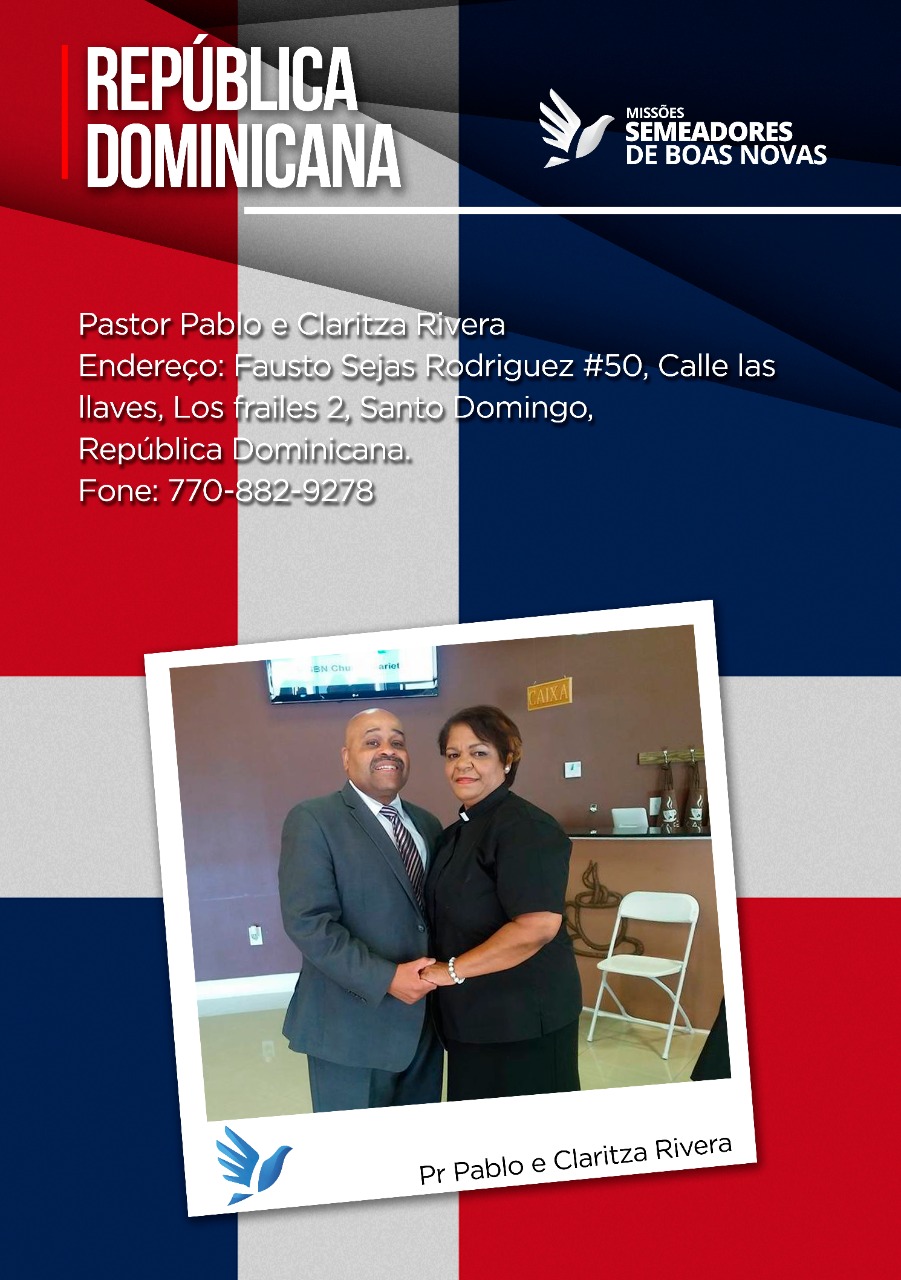 REPÚBLICA
DOMINICANA
MISSÕES
SEMEADORES
DE BOAS NOVAS
Pastor Pablo e Claritza Rivera
Endereço: Fausto Sejas Rodriguez #50, Calle las
llaves, Los frailes 2, Santo Domingo,
República Dominicana.
Fone: 770-882-9278
CAIXA
Pr Pablo e Claritza Rivera